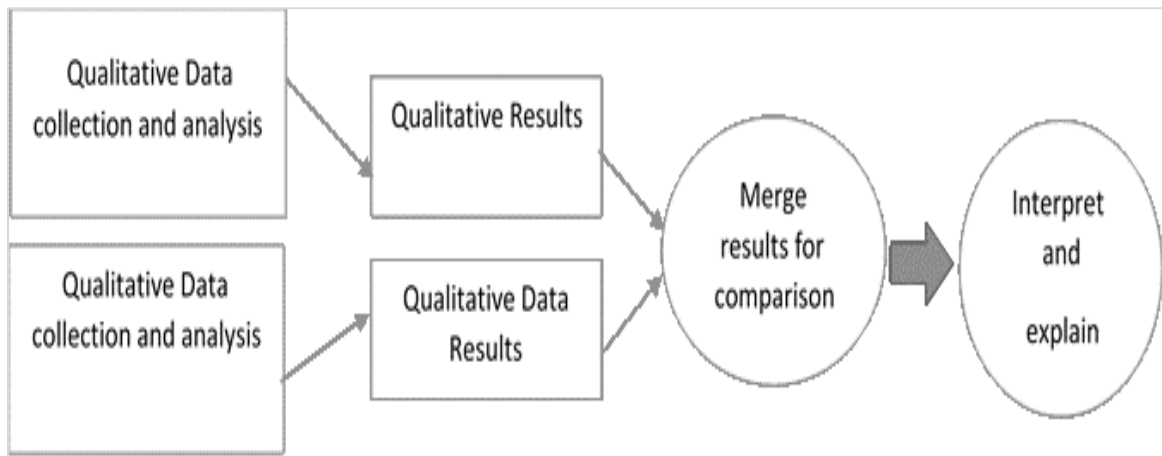 Qualitative Data
collection and analysis
Qualitative Results
Qualitative Data
collection and analysis
Qualitative Data
Results
Merge
results for
comparison
Interpret
and
explain